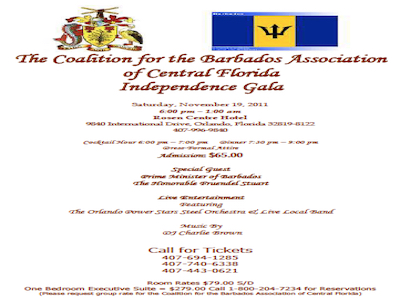 Barbados
The Coalition for the Barbados Association
of Central Florida
Independence Gala
Saturday, November 19, 2011
6:00 pm – 1:00 am
Rosen Centre Hotel
9840 International Drive, Orlando, Florida 32819-8122
407-996-9840
Cocktail Hour 6:00 pm – 7:00 pm Dinner 7:30 pm – 8:00 pm
Dress-Formal Attire
Admission: $65.00
Special Guest
Prime Minister of Barbados
The Honorable Fruendel Stuart
Live Entertainment
Featuring
The Orlando Power Stars Steel Orchestra & Live Local Band
Music By
DJ Charlie Brown
Call for Tickets
407-694-1285
407-740-6338
407-443-0621
Room Rates $79.00 S/O
One Bedroom Executive Suite = $279.00 Call 1-800-204-7234 for Reservations
(Please request group rate for the Coalition for the Barbados Association of Central Florida)